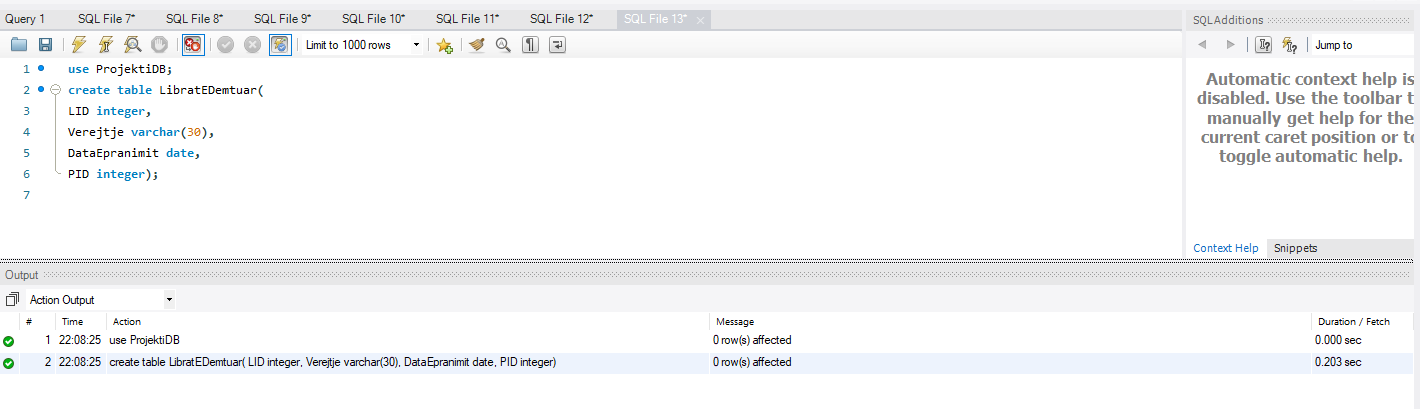 Query 1 SQL File 7* SQL File 8* SQL File 9* SQL File 10* SQL File 11* SQL File 12* SQL File 13*
Limit to 1000 rows
1 use ProjektiDB;
2 create table LibratEDemtuar(
3 LID integer,
4 Verejtje varchar(30),
5 DataEpranimit date,
6 PID integer);
7
SQLAdditions
Jump to
Automatic context help is
disabled. Use the toolbar t
manually get help for the
current caret position or to
toggle automatic help.
Context Help Snippets
Output
Action Output
# Time Action Message Duration / Fetch
1 22:08:25 use ProjektiDB 0 row(s) affected 0.000 sec
2 22:08:25 create table LibratEDemtuar( LID integer, Verejtje varchar(30), DataEpranimit date, PID integer) 0 row(s) affected 0.203 sec